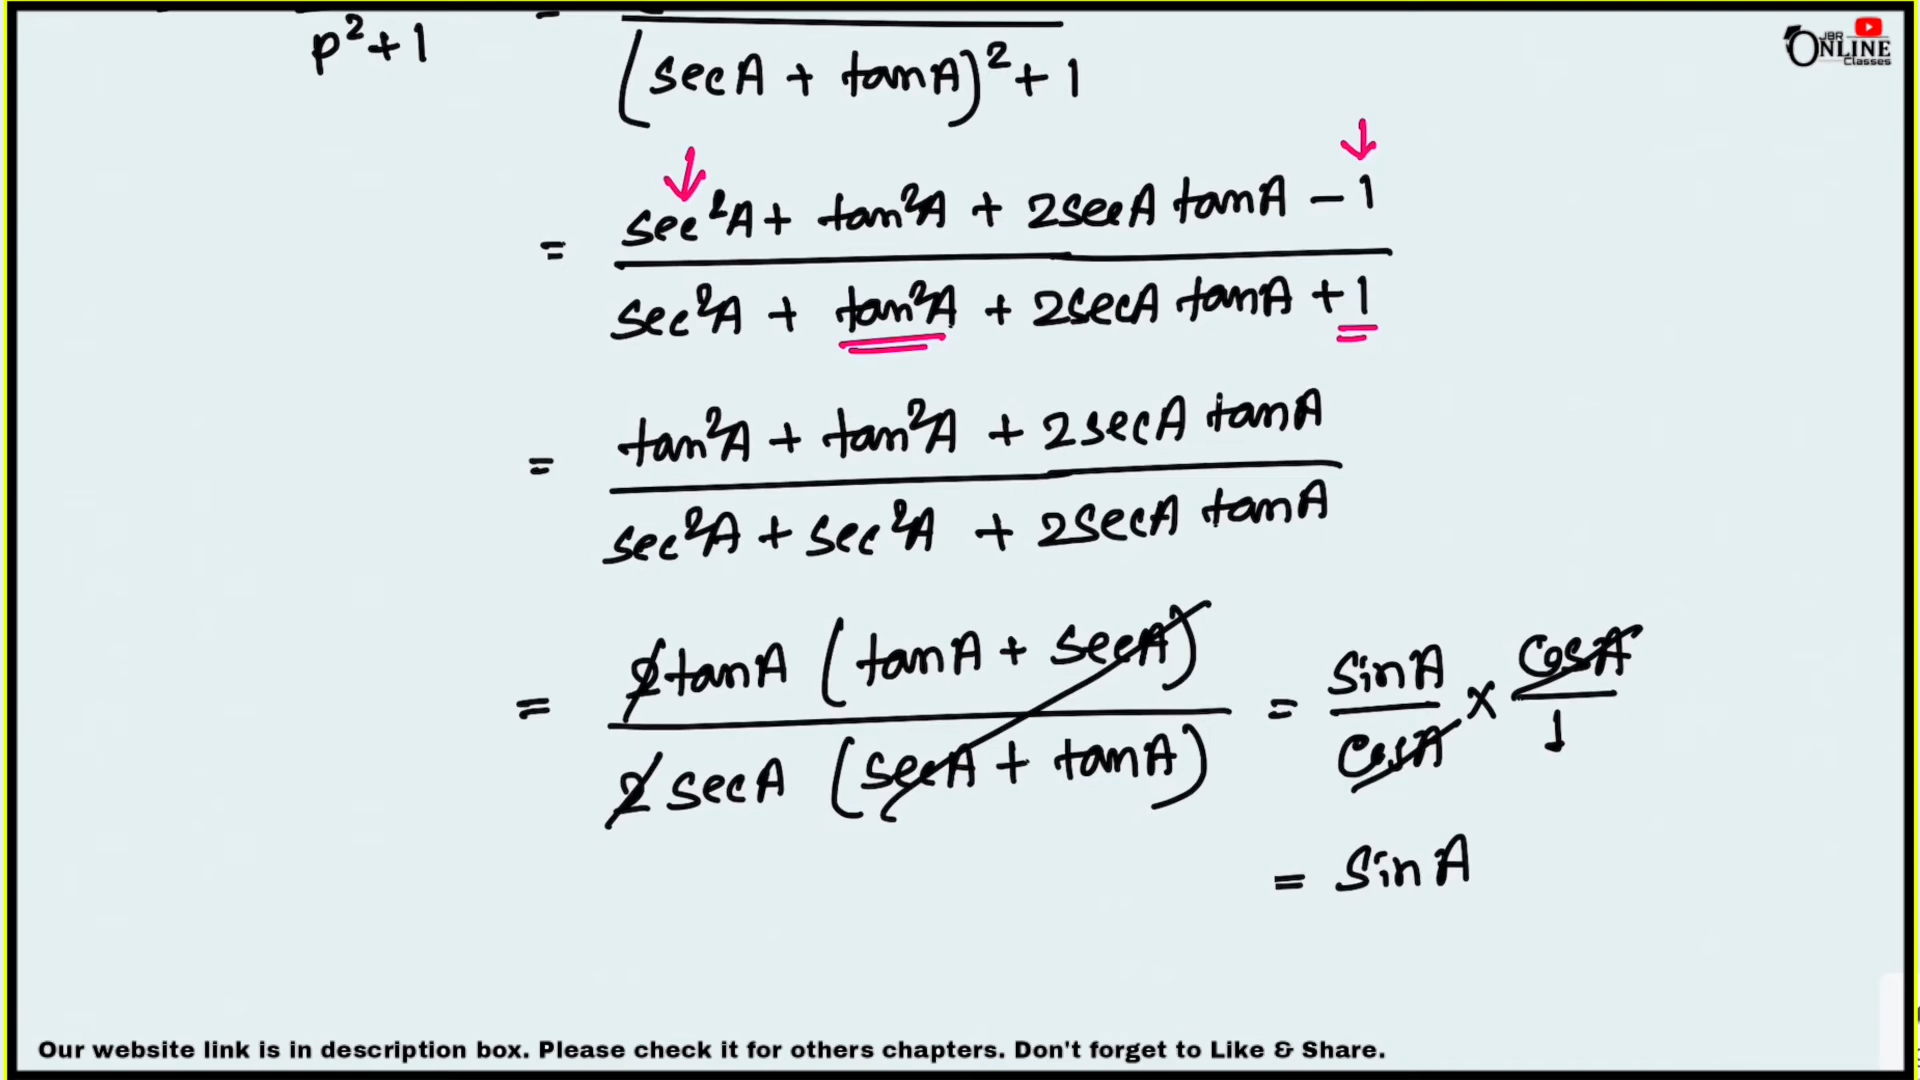 p²+1 =
(secA + tanA)²+1
JBR
ONLINE
Classes
sec²A + tan²A + 2secA tanA - 1
=
sec²A + tan²A + 2secA tanA + 1
tan²A + tan²A + 2secA tanA
=
sec²A + sec²A + 2secA tanA
2tanA (tanA + secA) sinA cosA
= = ×
2secA (secA + tanA) cosA 1
= sinA
Our website link is in description box. Please check it for others chapters. Don't forget to Like & Share.